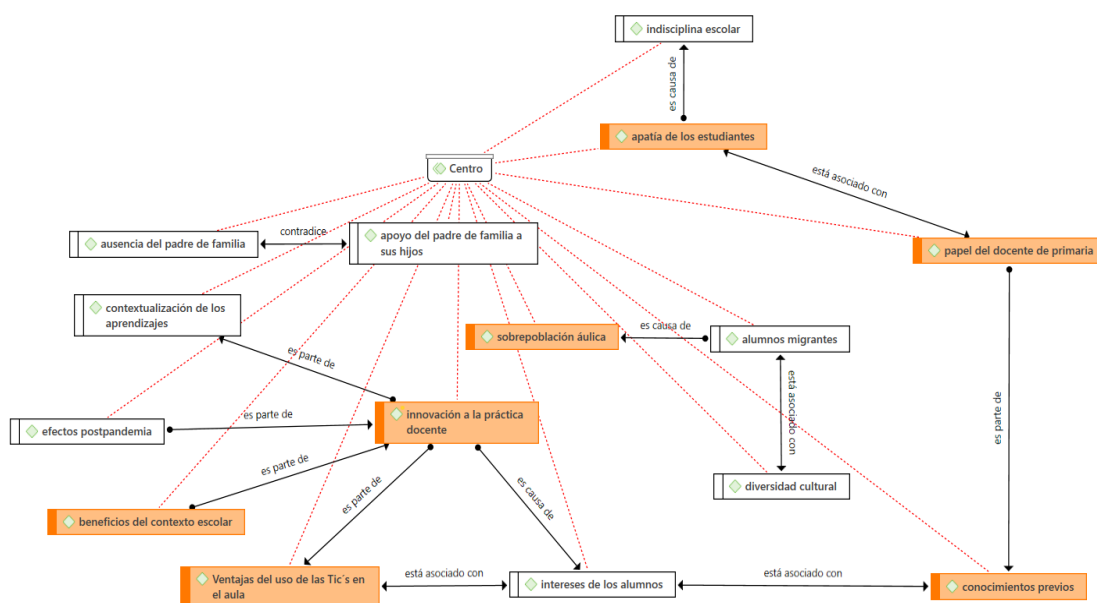 indisciplina escolar
es causa de
apatía de los estudiantes
Centro
está asociado con
ausencia del padre de familia
contradice
apoyo del padre de familia a
sus hijos
papel del docente de primaria
contextualización de los
aprendizajes
es parte de
sobrepoblación áulica
es causa de
alumnos migrantes
está asociado con
efectos postpandemia
es parte de
innovación a la práctica
docente
es parte de
es parte de
es parte de
es causa de
diversidad cultural
beneficios del contexto escolar
Ventajas del uso de las Tic´s en
el aula
está asociado con
intereses de los alumnos
está asociado con
conocimientos previos